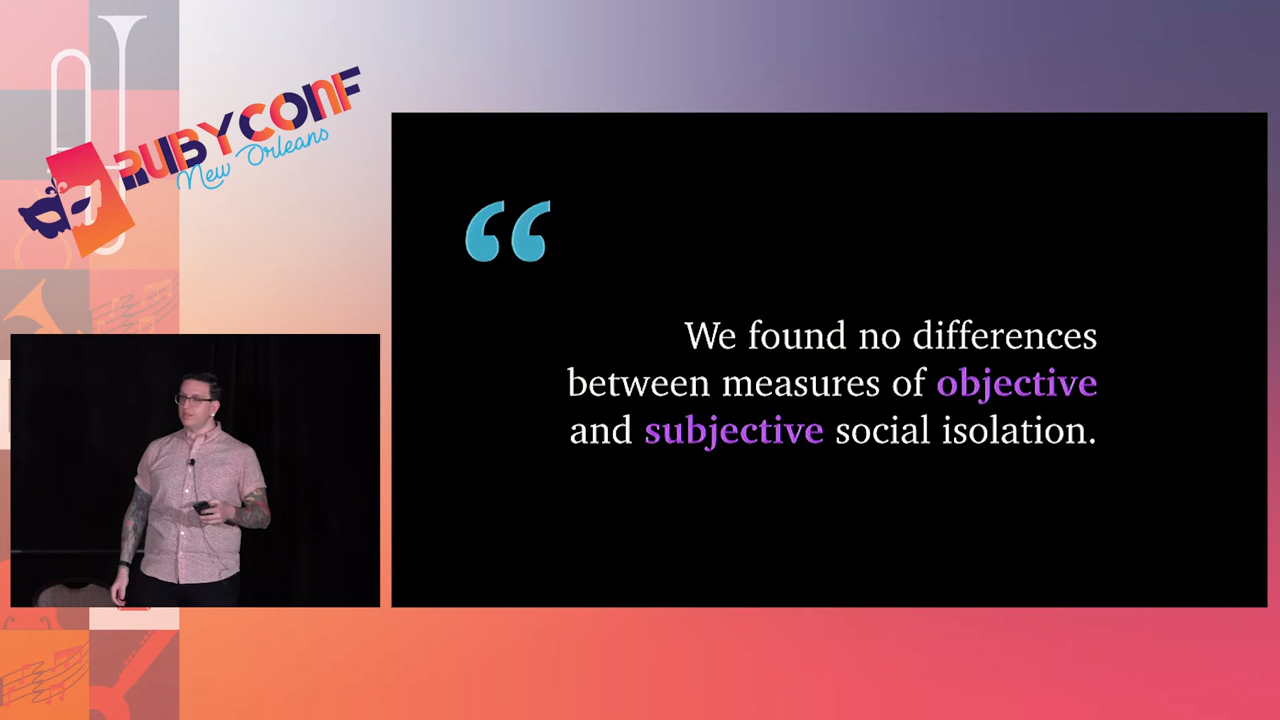 RUBYCONF
New Orleans
“
We found no differences
between measures of objective
and subjective social isolation.